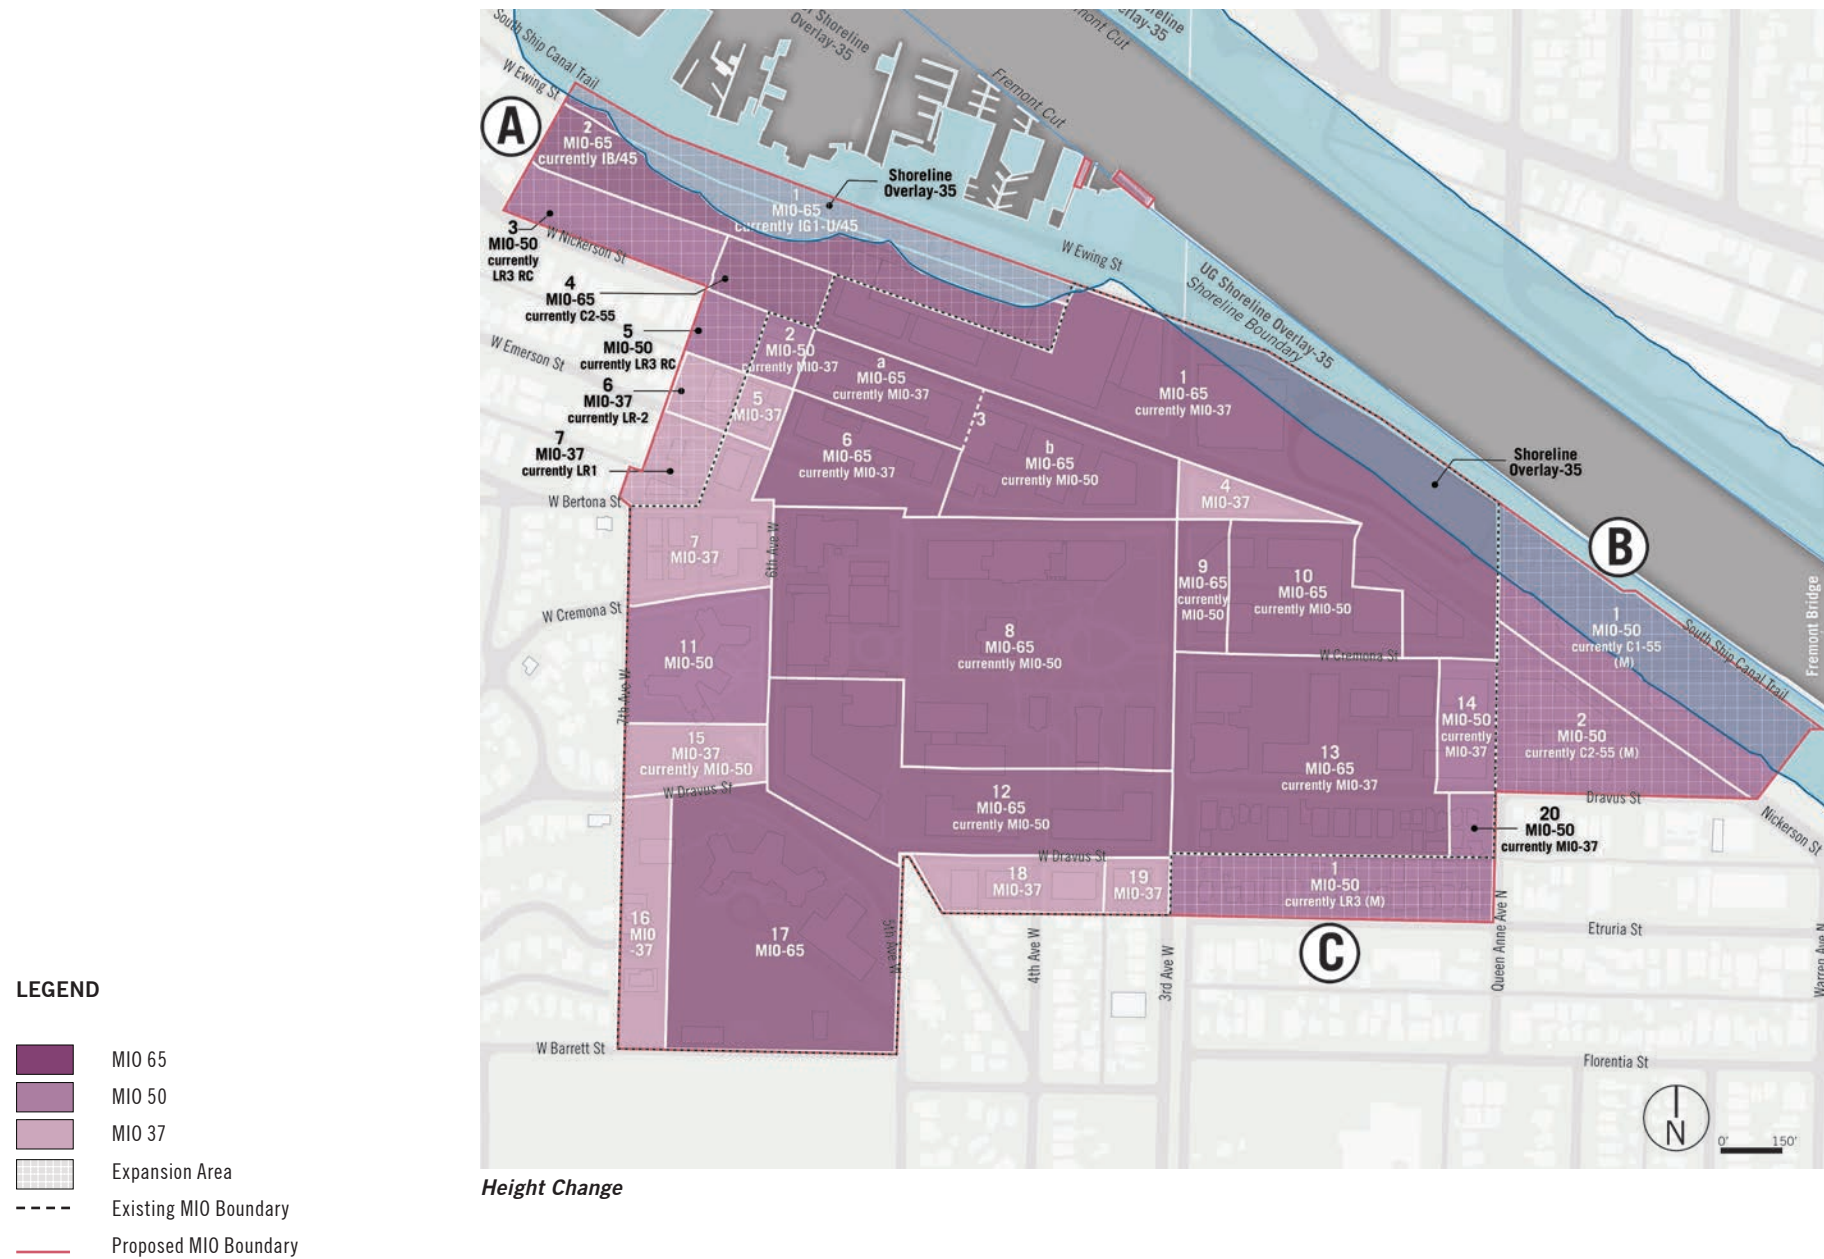 South Ship Canal Trail
W Ewing St
Shoreline
Overlay-35
Fremont Cut
Fremont Cut
A
2
MIO-65
currently IB/45
1
MIO-65
currently IG1-U/45
Shoreline
Overlay-35
3
MIO-50
currently
LR3 RC
W Nickerson St
W Ewing St
UG Shoreline Overlay-35
Shoreline Boundary
4
MIO-65
currently C2-55
5
MIO-50
currently LR3 RC
W Emerson St
6
MIO-37
currently LR-2
7
MIO-37
currently LR1
2
MIO-50
currently MIO-37
a
MIO-65
currently MIO-37
5
MIO-37
3
1
MIO-65
currently MIO-37
6
MIO-65
currently MIO-37
b
MIO-65
currently MIO-50
4
MIO-37
Shoreline
Overlay-35
W Bertona St
7
MIO-37
6th Ave W
B
9
MIO-65
currently
MIO-50
10
MIO-65
currently MIO-50
W Cremona St
11
MIO-50
8
MIO-65
currenntly MIO-50
W Cremona St
1
MIO-50
currently C1-55
(M)
South Ship Canal Trail
Fremont Bridge
7th Ave W
15
MIO-37
currently MIO-50
W Dravus St
14
MIO-50
currently
MIO-37
2
MIO-50
currently C2-55 (M)
13
MIO-65
currently MIO-37
12
MIO-65
currently MIO-50
Dravus St
Nickerson St
20
MIO-50
currently MIO-37
W Dravus St
18
MIO-37
19
MIO-37
1
MIO-50
currently LR3 (M)
16
MIO
-37
17
MIO-65
5th Ave W
4th Ave W
3rd Ave W
C
Queen Anne Ave N
Etruria St
Warren Ave N
W Barrett St
Florentia St
N
0'
150'
Height Change
LEGEND
MIO 65
MIO 50
MIO 37
Expansion Area
Existing MIO Boundary
Proposed MIO Boundary